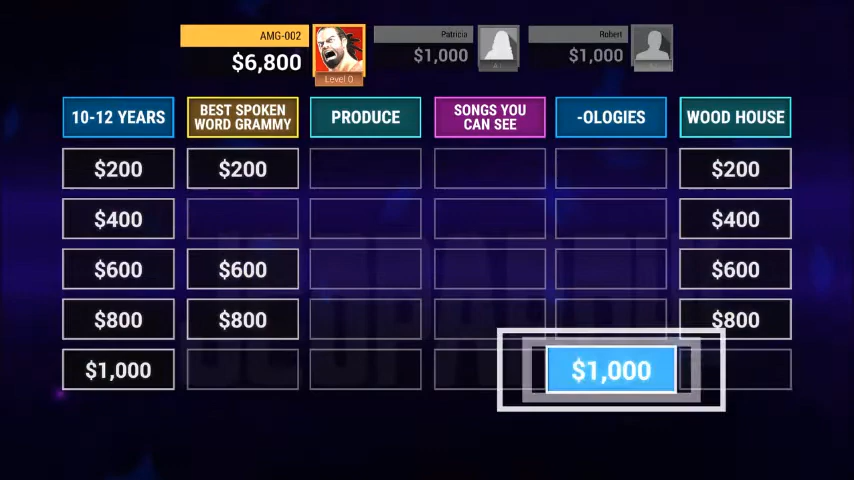 AMG-002
$6,800
Level 0
Patricia
$1,000
Robert
$1,000
10-12 YEARS
BEST SPOKEN
WORD GRAMMY
PRODUCE
SONGS YOU
CAN SEE
-OLOGIES
WOOD HOUSE
$200
$200
$200
$400
$400
$600
$600
$600
$800
$800
$800
$1,000
$1,000